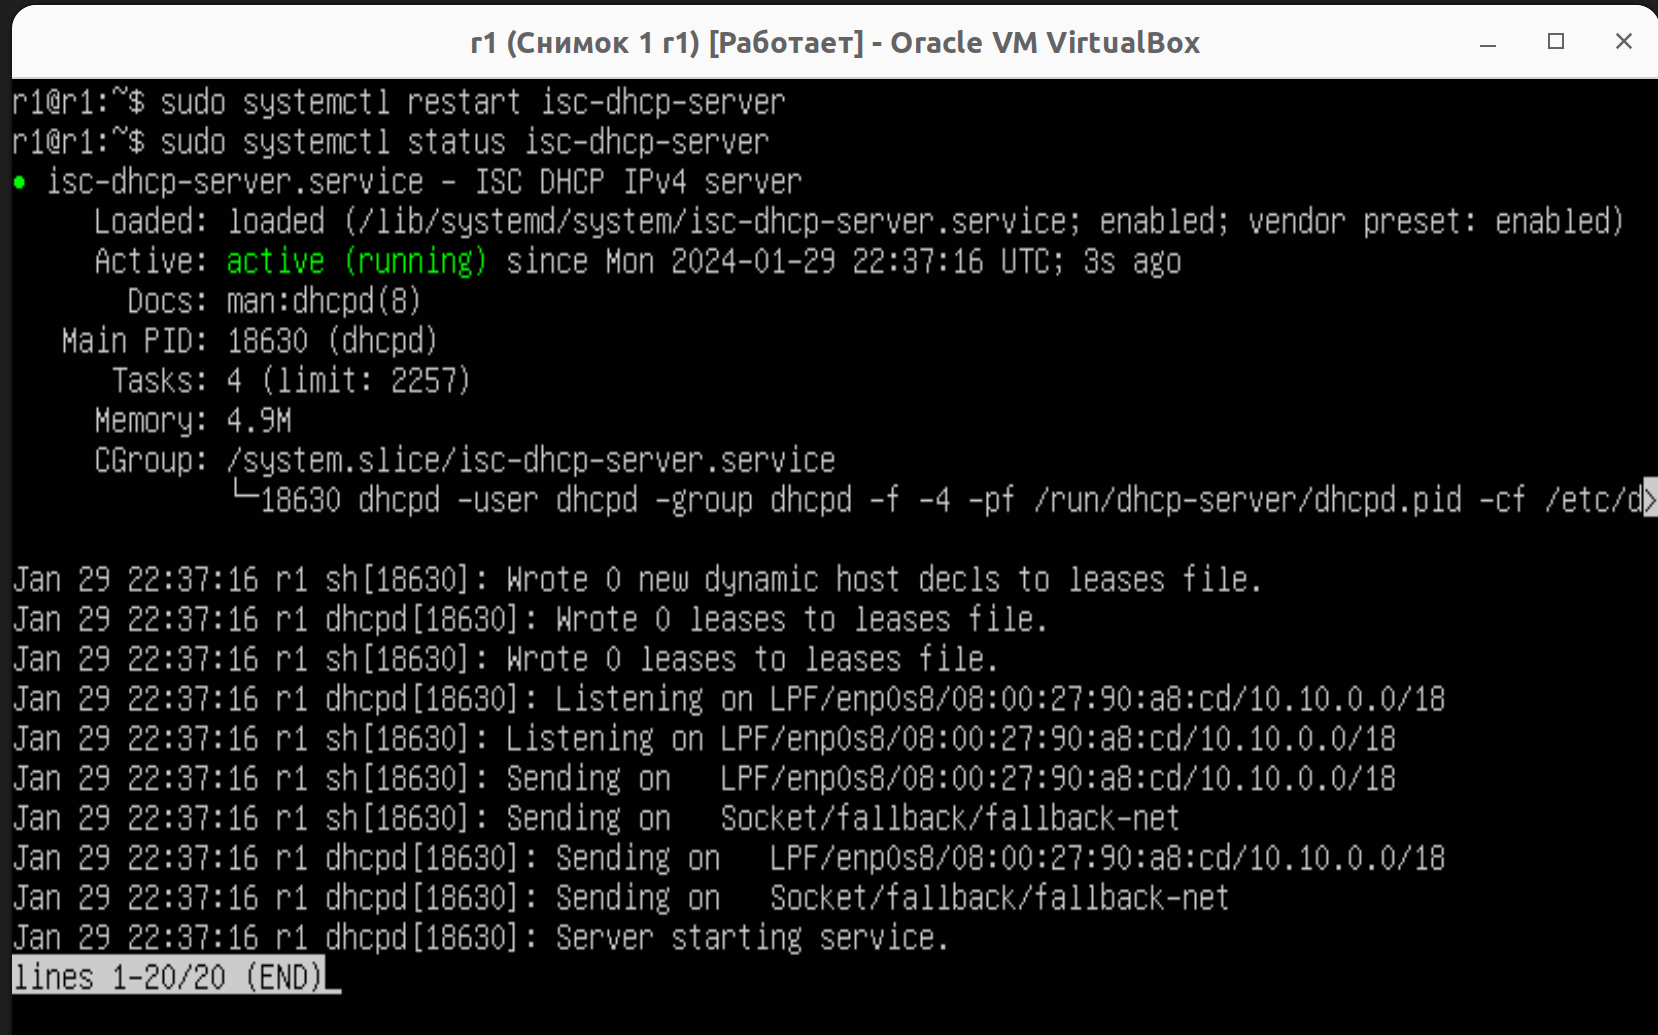 r1 (Снимок 1 r1) [Работает] - Oracle VM VirtualBox
r1@r1:~$ sudo systemctl restart isc-dhcp-server
r1@r1:~$ sudo systemctl status isc-dhcp-server
● isc-dhcp-server.service - ISC DHCP IPv4 server
     Loaded: loaded (/lib/systemd/system/isc-dhcp-server.service; enabled; vendor preset: enabled)
     Active: active (running) since Mon 2024-01-29 22:37:16 UTC; 3s ago
       Docs: man:dhcpd(8)
   Main PID: 18630 (dhcpd)
      Tasks: 4 (limit: 2257)
     Memory: 4.9M
     CGroup: /system.slice/isc-dhcp-server.service
             └─18630 dhcpd -user dhcpd -group dhcpd -f -4 -pf /run/dhcp-server/dhcpd.pid -cf /etc/d>
Jan 29 22:37:16 r1 sh[18630]: Wrote 0 new dynamic host decls to leases file.
Jan 29 22:37:16 r1 dhcpd[18630]: Wrote 0 leases to leases file.
Jan 29 22:37:16 r1 sh[18630]: Wrote 0 leases to leases file.
Jan 29 22:37:16 r1 dhcpd[18630]: Listening on LPF/enp0s8/08:00:27:90:a8:cd/10.10.0.0/18
Jan 29 22:37:16 r1 sh[18630]: Listening on LPF/enp0s8/08:00:27:90:a8:cd/10.10.0.0/18
Jan 29 22:37:16 r1 sh[18630]: Sending on   LPF/enp0s8/08:00:27:90:a8:cd/10.10.0.0/18
Jan 29 22:37:16 r1 sh[18630]: Sending on   Socket/fallback/fallback-net
Jan 29 22:37:16 r1 dhcpd[18630]: Sending on   LPF/enp0s8/08:00:27:90:a8:cd/10.10.0.0/18
Jan 29 22:37:16 r1 dhcpd[18630]: Sending on   Socket/fallback/fallback-net
Jan 29 22:37:16 r1 dhcpd[18630]: Server starting service.
lines 1-20/20 (END)